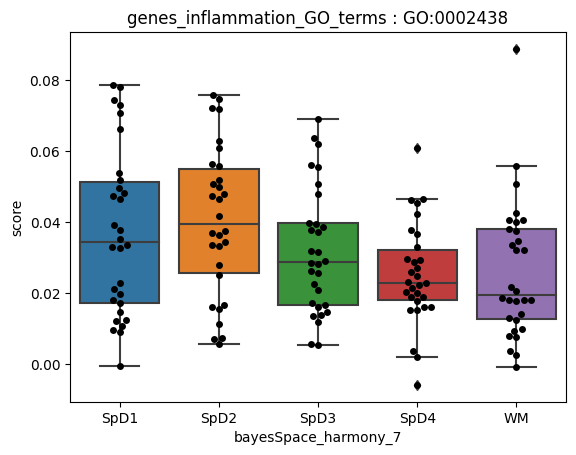 genes_inflammation_GO_terms : GO:0002438
score
0.08
0.06
0.04
0.02
0.00
SpD1 SpD2 SpD3 SpD4 WM
bayesSpace_harmony_7